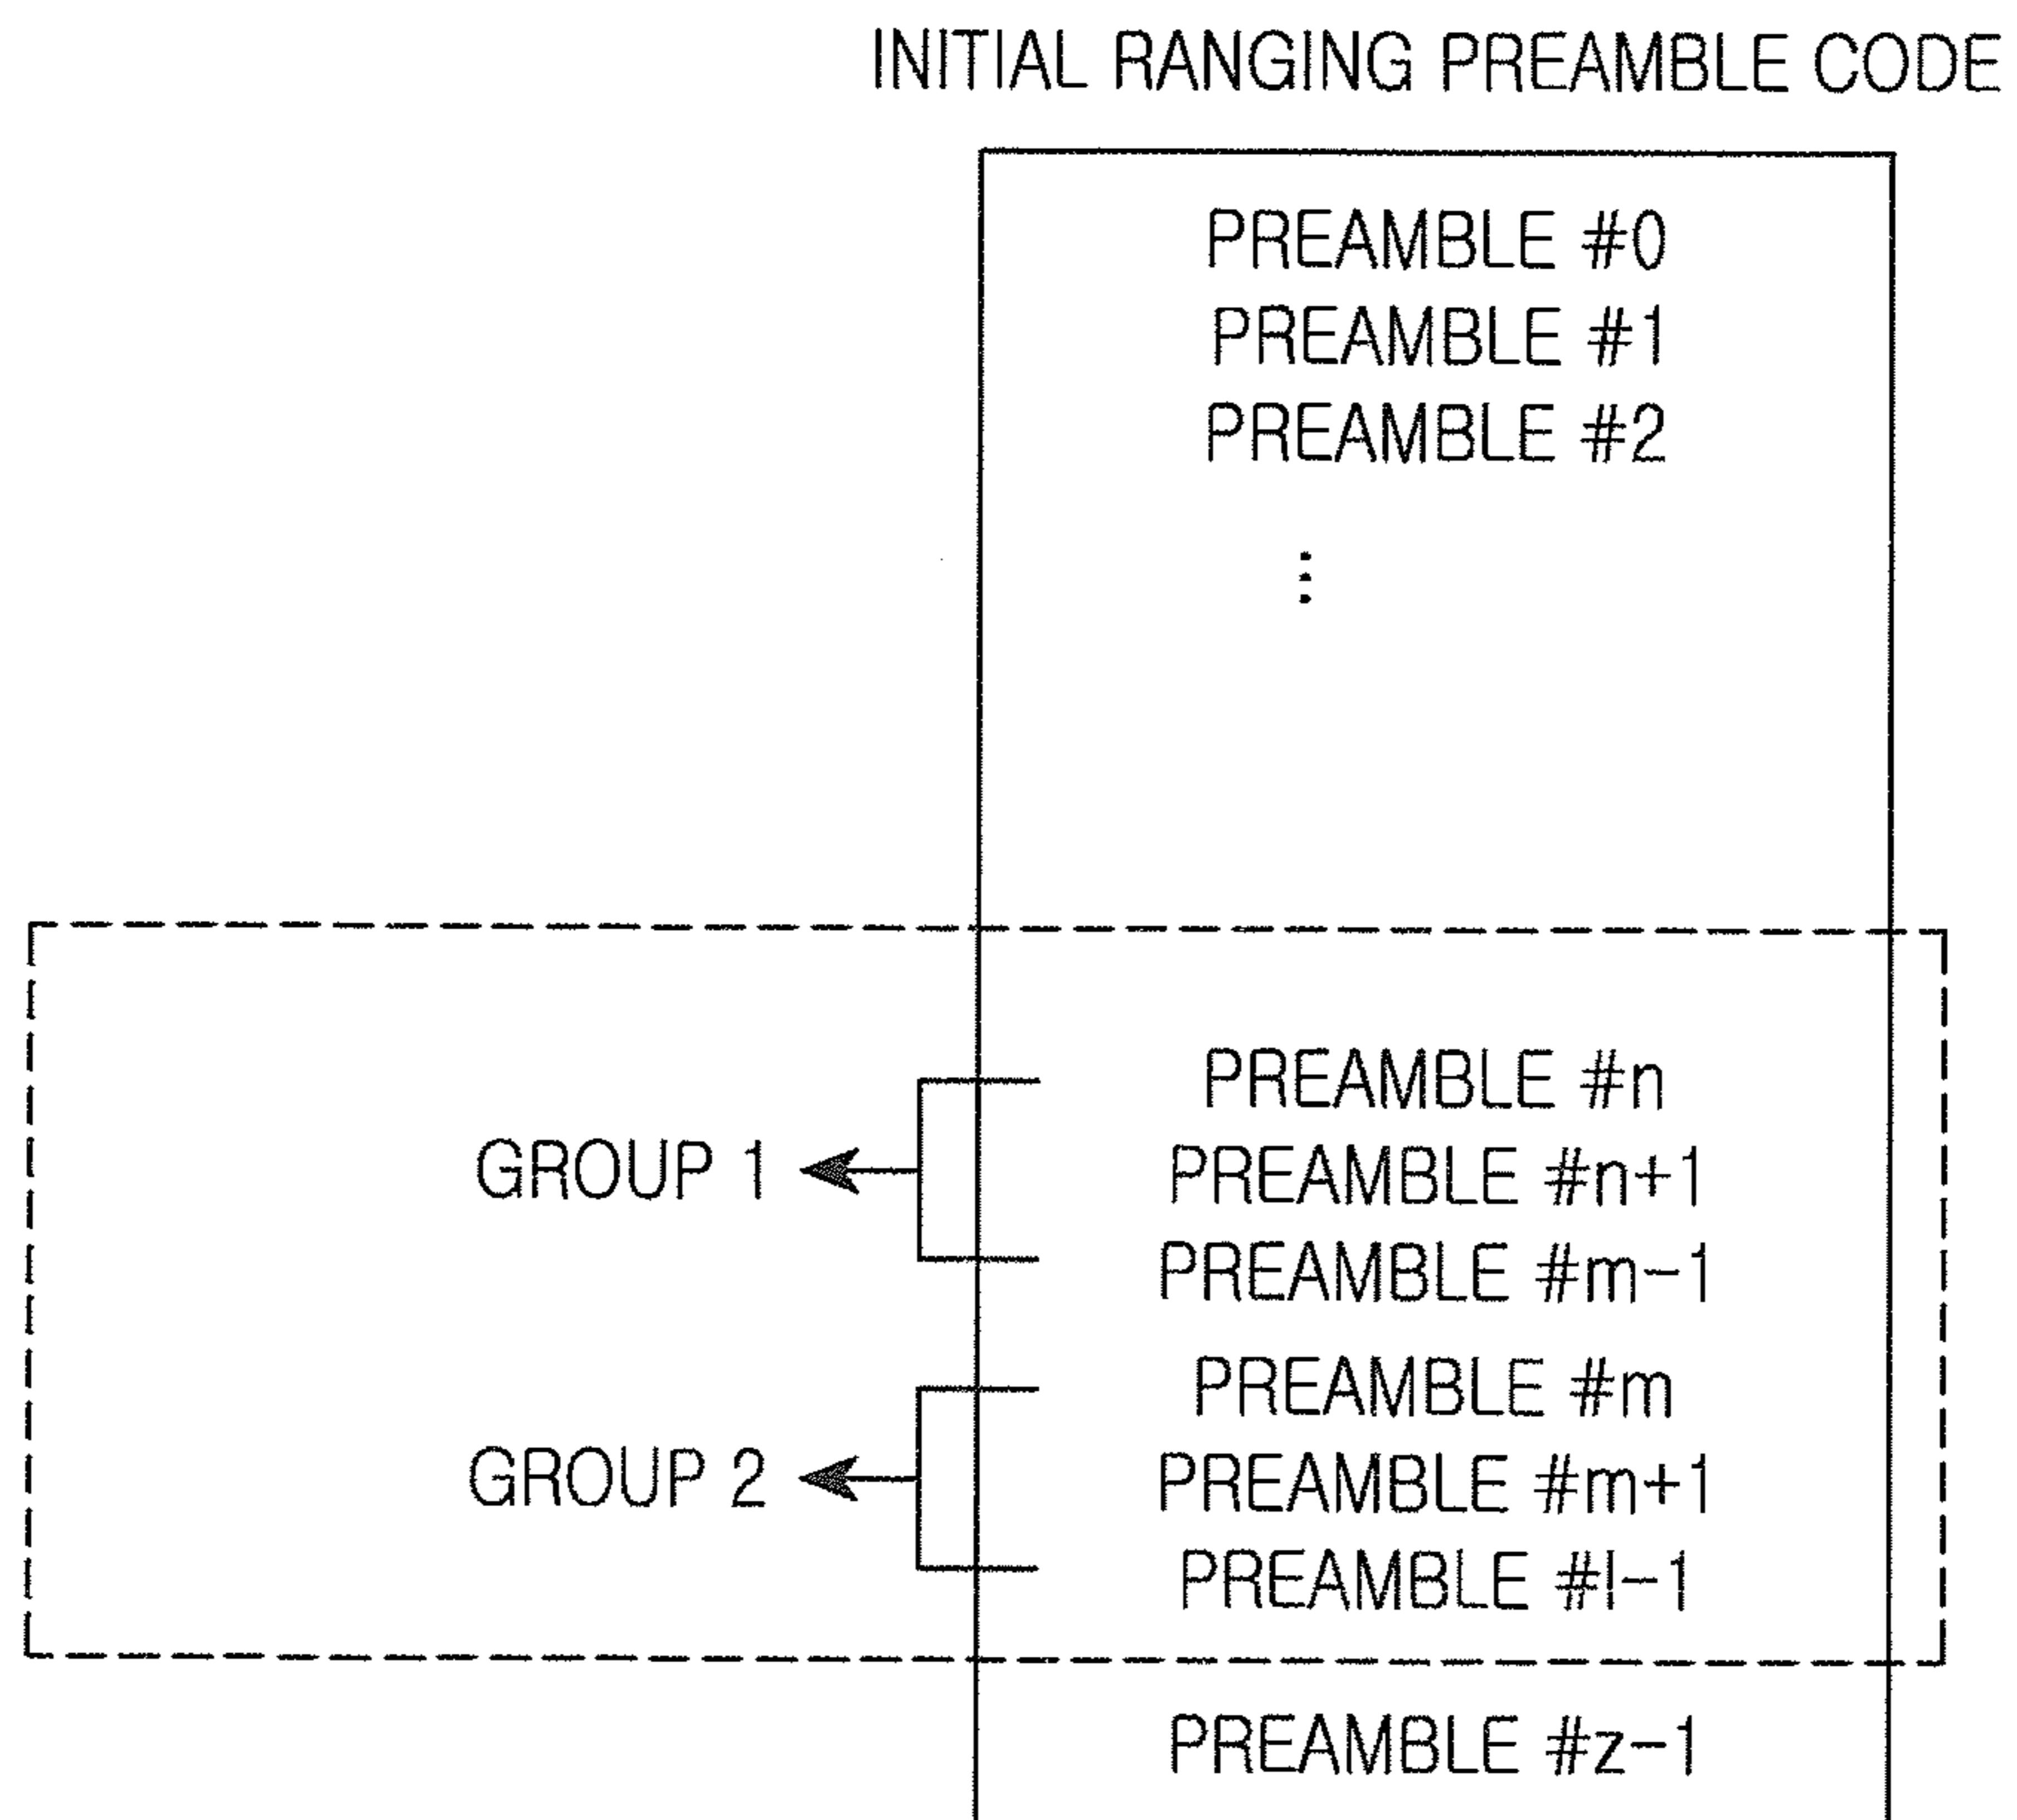 INITIAL RANGING PREAMBLE CODE
PREAMBLE #0
PREAMBLE #1
PREAMBLE #2
⋮
PREAMBLE #n
GROUP 1
PREAMBLE #n+1
PREAMBLE #m-1
PREAMBLE #m
GROUP 2
PREAMBLE #m+1
PREAMBLE #l-1
PREAMBLE #z-1